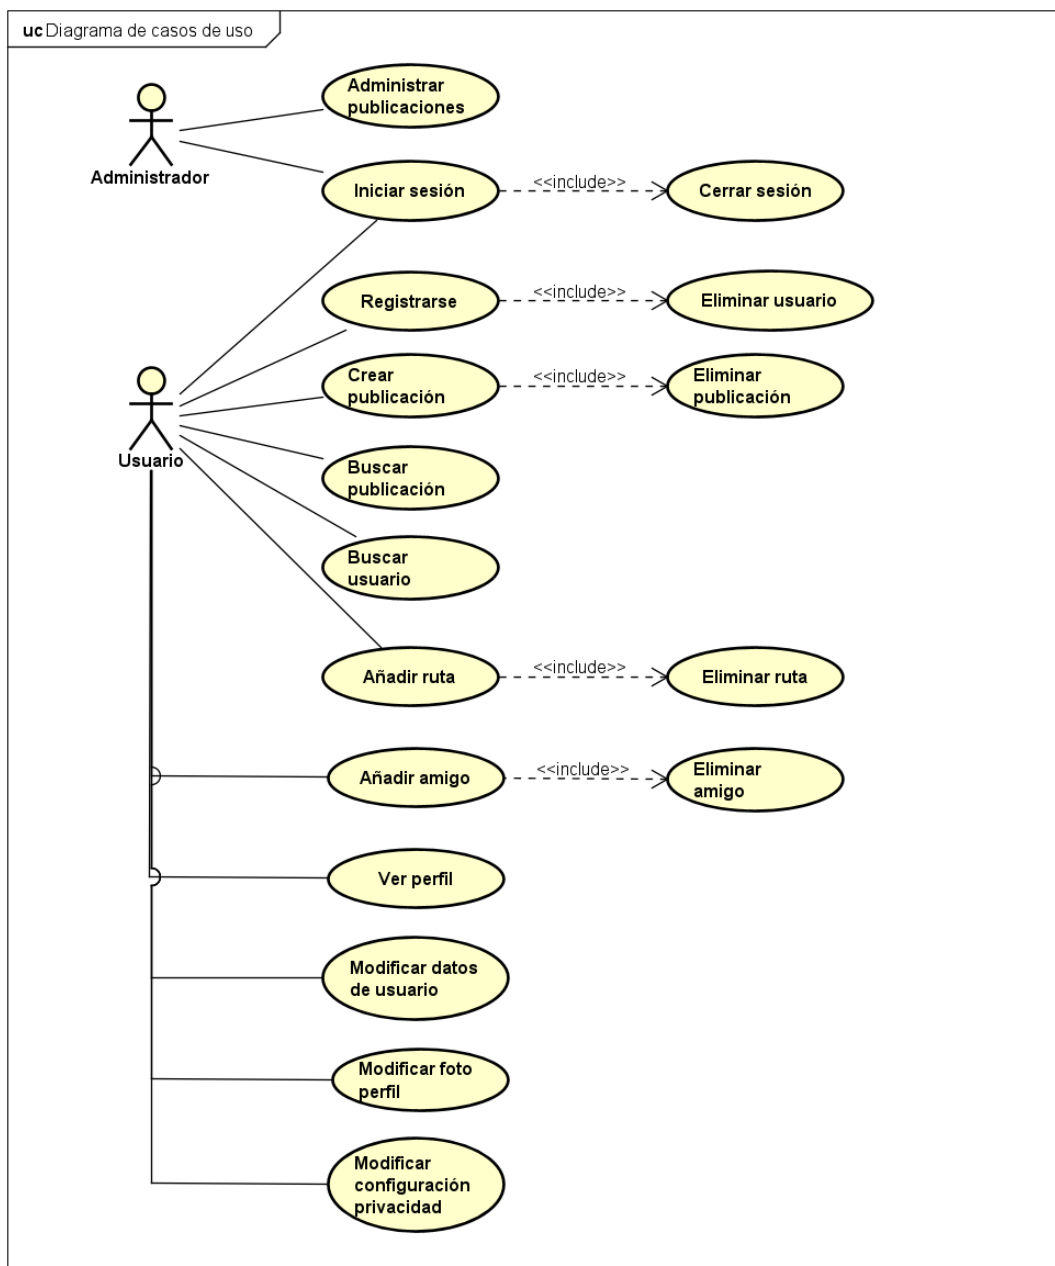 uc Diagrama de casos de uso
Administrar
publicaciones
Administrador
Iniciar sesión
<<include>>
Cerrar sesión
Registrarse
<<include>>
Eliminar usuario
Crear
publicación
<<include>>
Eliminar
publicación
Usuario
Buscar
publicación
Buscar
usuario
Añadir ruta
<<include>>
Eliminar ruta
Añadir amigo
<<include>>
Eliminar
amigo
Ver perfil
Modificar datos
de usuario
Modificar foto
perfil
Modificar
configuración
privacidad